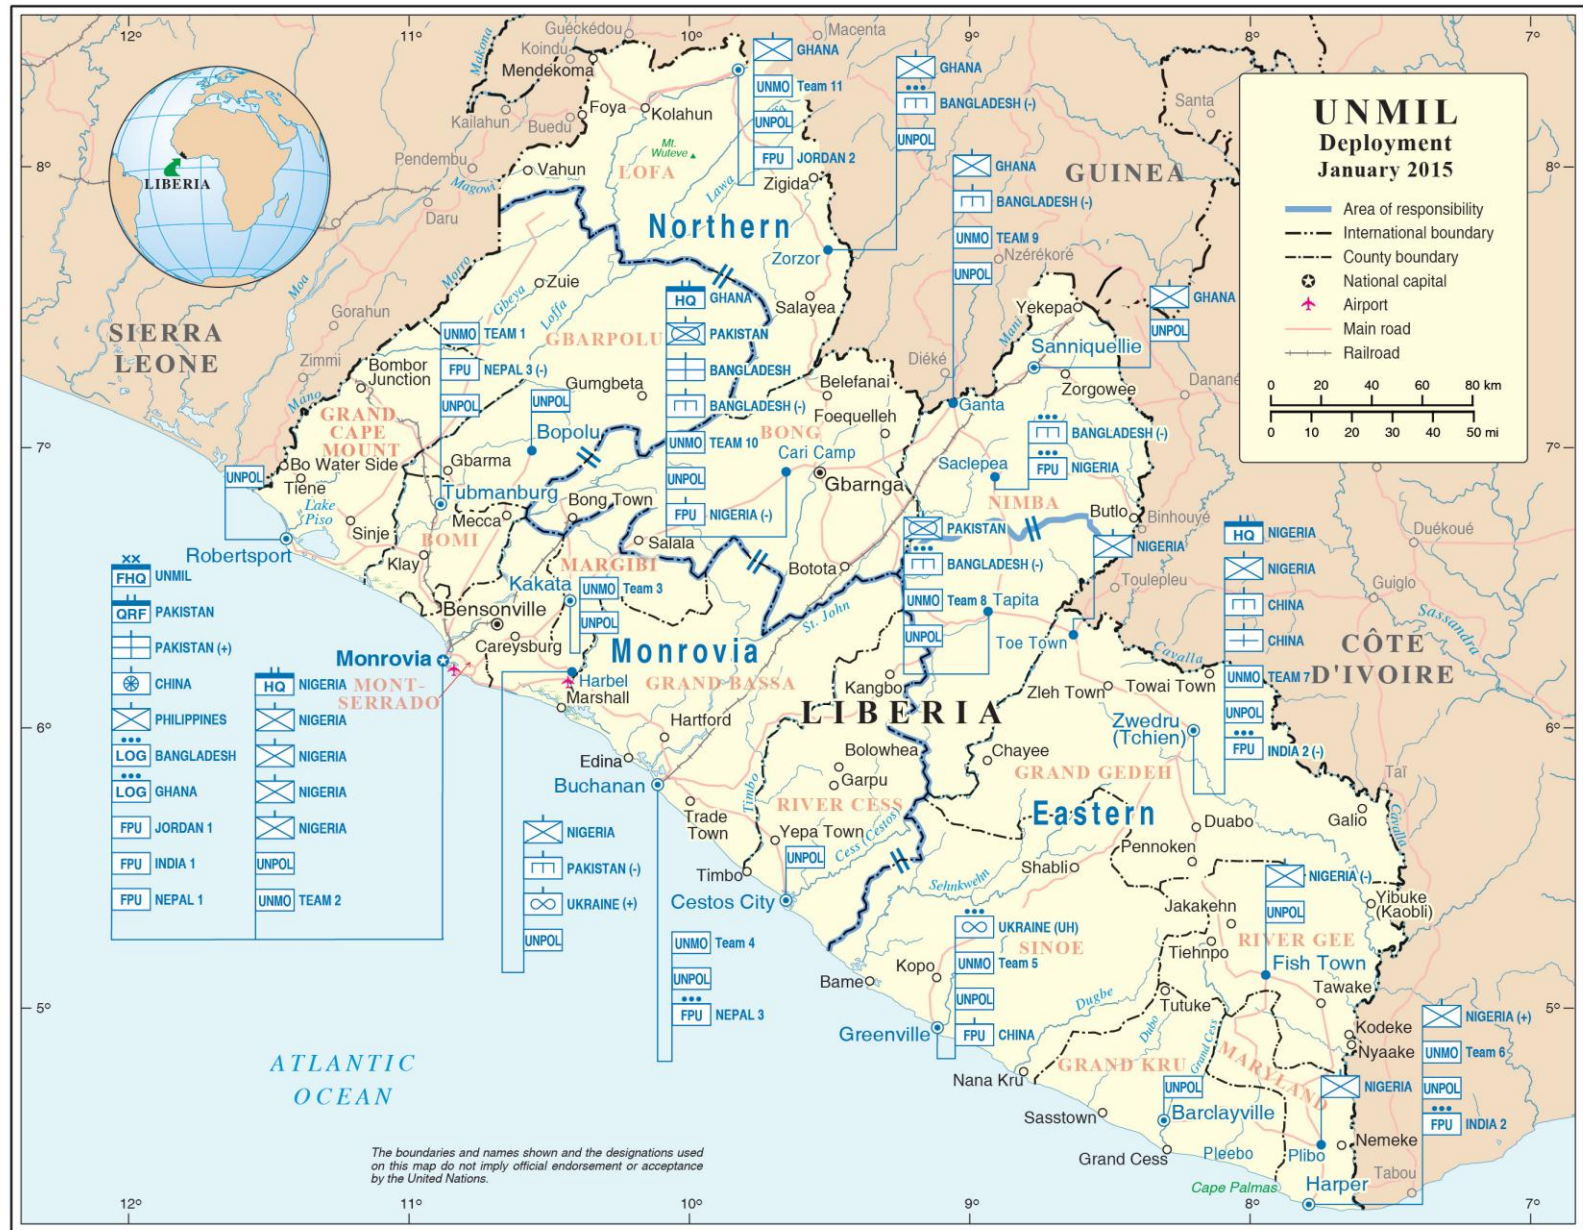 UNMIL
Deployment
January 2015
Area of responsibility
International boundary
County boundary
National capital
Airport
Main road
Railroad
0 20 40 60 80 km
0 10 20 30 40 50 mi
12°
11°
10°
9°
8°
7°
8°
7°
6°
5°
8°
7°
6°
5°
12°
11°
10°
9°
8°
7°
LIBERIA
SIERRA
LEONE
GUINEA
CÔTE
D'IVOIRE
LIBERIA
ATLANTIC
OCEAN
Northern
Monrovia
Eastern
LOFA
GBARPOLU
GRAND
CAPE
MOUNT
BOMI
BONG
MARGIBI
MONT-
SERRADO
GRAND BASSA
NIMBA
RIVER CESS
GRAND GEDEH
SINOE
RIVER GEE
GRAND KRU
MARYLAND
Guéckédou
Macenta
Koindu
Mendekoma
Foya
Kolahun
Kailahun
Buedu
Mt.
Wuteve
Pendembu
Vahun
Zigida
Daru
Zorzor
Nzérékoré
Santa
Zuie
Salayea
Yekepa
Gorahun
Sanniquellie
Diéké
Danané
Zimmi
Bombor
Junction
Gumgbeta
Belefanai
Zorgowee
Foequelleh
Ganta
Bopolu
Cari Camp
Gbarnga
Saclepea
Bo Water Side
Tiene
Gbarma
Tubmanburg
Mecca
Bong Town
Lake
Piso
Sinje
Klay
Salala
Butlo
Binhouyé
Duékoué
Robertsport
Kakata
Botota
Toulepleu
Guiglo
Bensonville
Careysburg
Tapita
Toe Town
Monrovia
Harbel
Marshall
Kangbo
Zleh Town
Towai Town
Hartford
Edina
Bolowhea
Garpu
Chayee
Zwedru
(Tchien)
Taï
Buchanan
Trade
Town
Yepa Town
Duabo
Galio
Pennoken
Timbo
Shabli
Cestos City
Jakakehn
Yibuke
(Kaobli)
Tiehnpo
Bame
Kopo
Fish Town
Tawake
Tutuke
Greenville
Kodeke
Nyaake
Nana Kru
Sasstown
Barclayville
Grand Cess
Pleebo
Plibo
Nemeke
Tabou
Cape Palmas
Harper
Makona
Magowi
Moa
Morro
Mano
Gbeya
Loffa
Lawa
Mani
St. John
Timbo
Cess (Cestos)
Cavalla
Cavalla
Sassandra
Sehnkwehn
Dugbe
Dubo
Grand Cess
GHANA
UNMO Team 11
UNPOL
FPU JORDAN 2
GHANA
BANGLADESH (-)
UNPOL
GHANA
BANGLADESH (-)
UNMO TEAM 9
UNPOL
GHANA
UNPOL
HQ GHANA
PAKISTAN
BANGLADESH
BANGLADESH (-)
UNMO TEAM 10
UNPOL
FPU NIGERIA (-)
UNMO TEAM 1
FPU NEPAL 3 (-)
UNPOL
UNPOL
UNPOL
BANGLADESH (-)
FPU NIGERIA
PAKISTAN
BANGLADESH (-)
UNMO Team 8
UNPOL
NIGERIA
HQ NIGERIA
NIGERIA
CHINA
CHINA
UNMO TEAM 7
UNPOL
FPU INDIA 2 (-)
UNMO Team 3
UNPOL
XX
FHQ UNMIL
QRF PAKISTAN
PAKISTAN (+)
CHINA
PHILIPPINES
LOG BANGLADESH
LOG GHANA
FPU JORDAN 1
FPU INDIA 1
FPU NEPAL 1
HQ NIGERIA
NIGERIA
NIGERIA
NIGERIA
NIGERIA
UNPOL
UNMO TEAM 2
NIGERIA
PAKISTAN (-)
UKRAINE (+)
UNPOL
UNMO Team 4
UNPOL
FPU NEPAL 3
UNPOL
UKRAINE (UH)
UNMO Team 5
UNPOL
FPU CHINA
NIGERIA (-)
UNPOL
UNPOL
NIGERIA
NIGERIA (+)
UNMO Team 6
UNPOL
FPU INDIA 2
The boundaries and names shown and the designations used
on this map do not imply official endorsement or acceptance
by the United Nations.